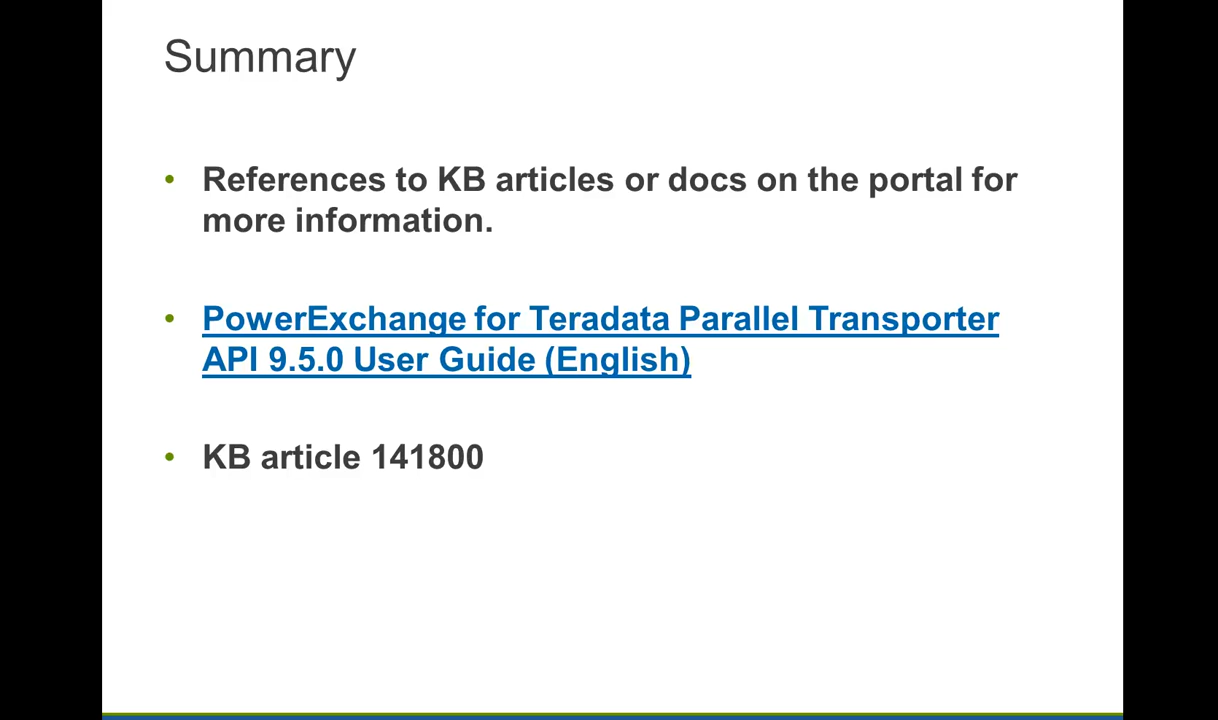 Summary
• References to KB articles or docs on the portal for
more information.
• PowerExchange for Teradata Parallel Transporter
API 9.5.0 User Guide (English)
• KB article 141800